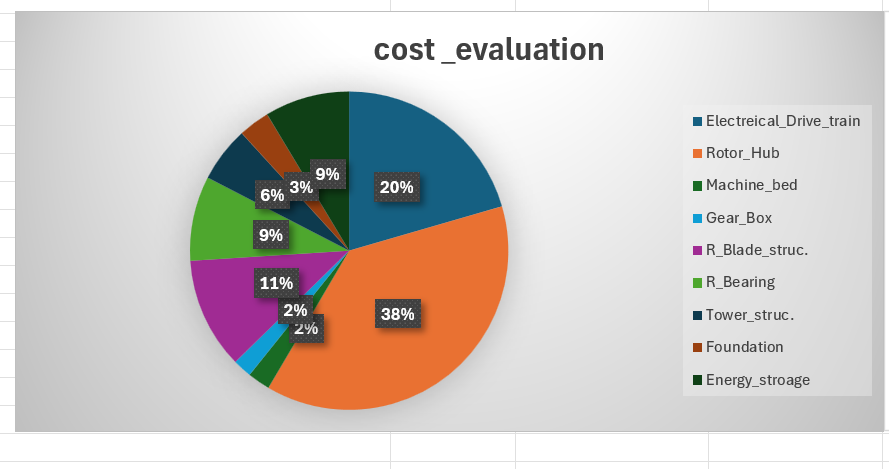 cost _evaluation
9%
3%
6%
20%
9%
11%
2%
2%
38%
Electreical_Drive_train
Rotor_Hub
Machine_bed
Gear_Box
R_Blade_struc.
R_Bearing
Tower_struc.
Foundation
Energy_stroage